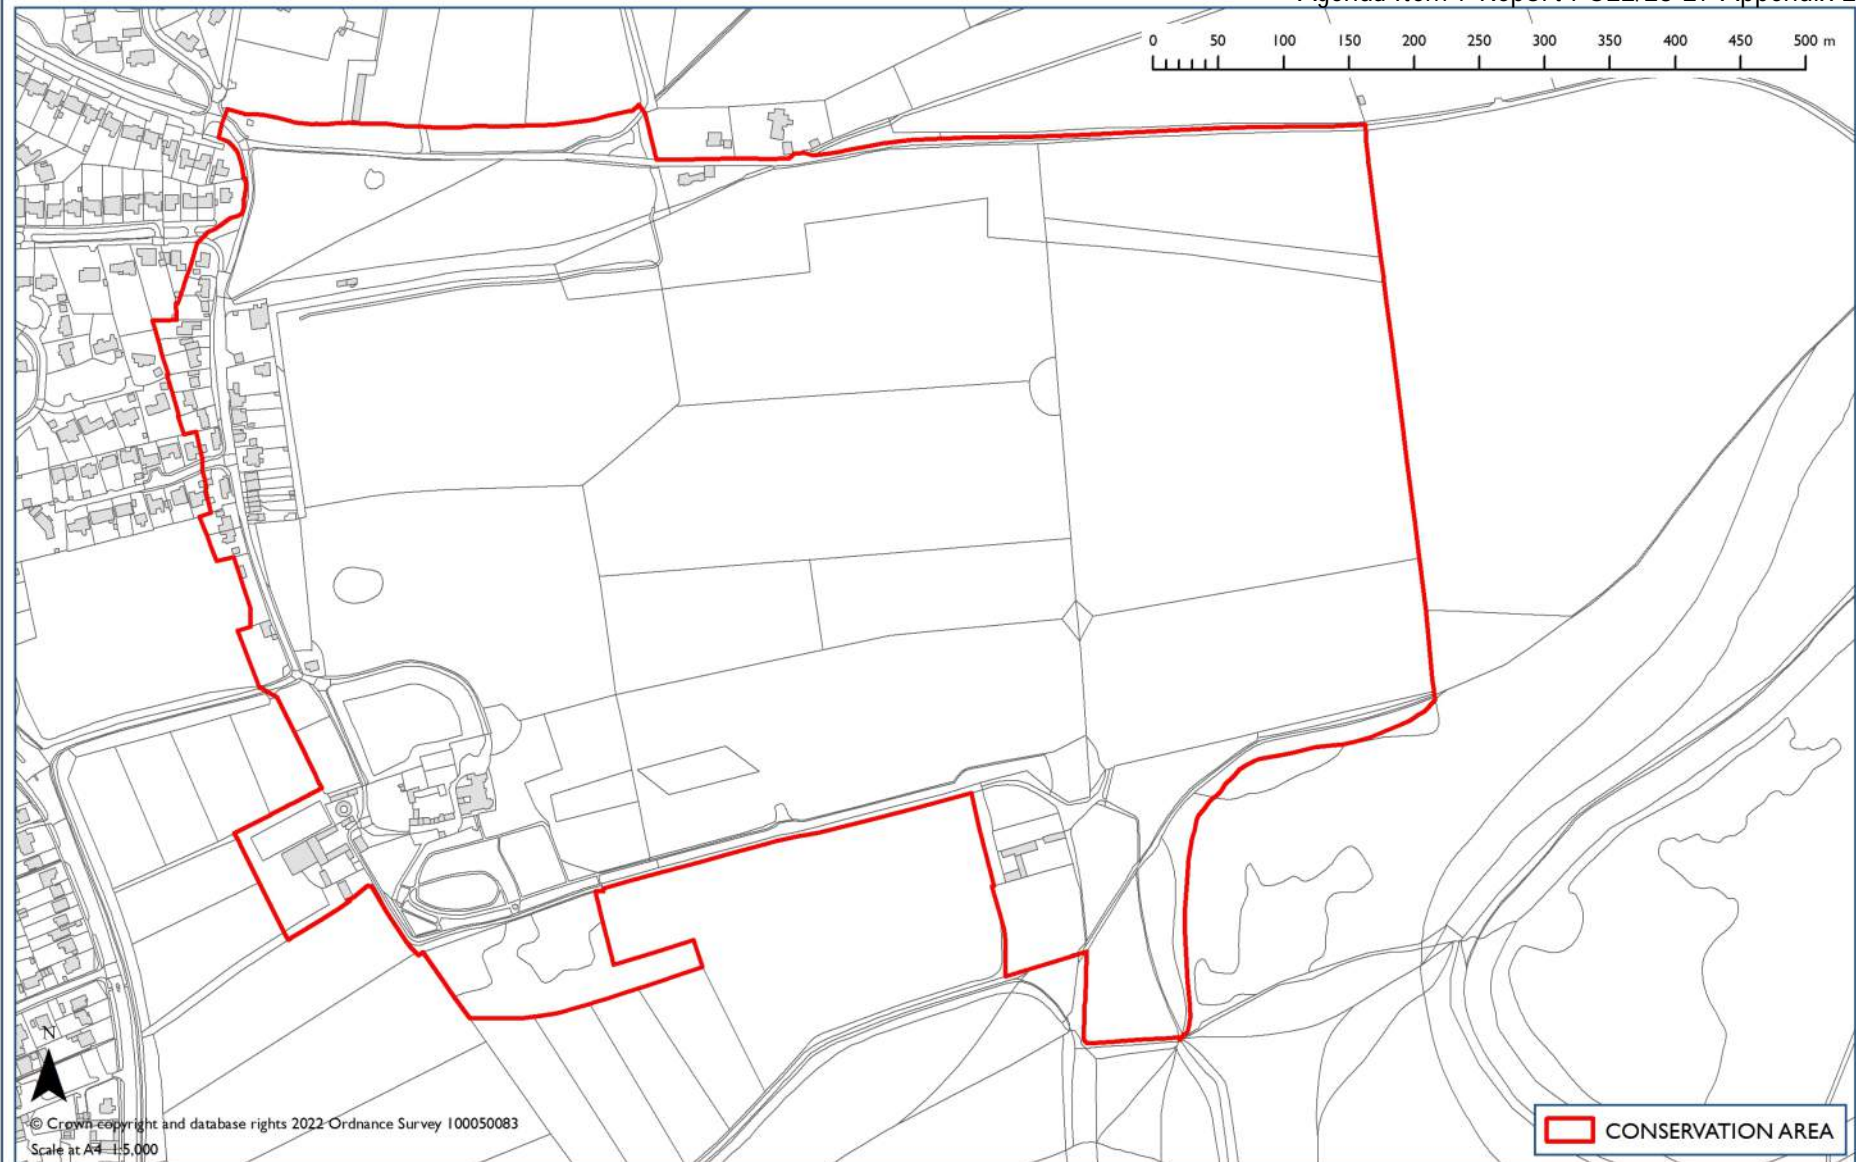 0 50 100 150 200 250 300 350 400 450 500 m
N
© Crown copyright and database rights 2022 Ordnance Survey 100050083
Scale at A4 1:5,000
CONSERVATION AREA